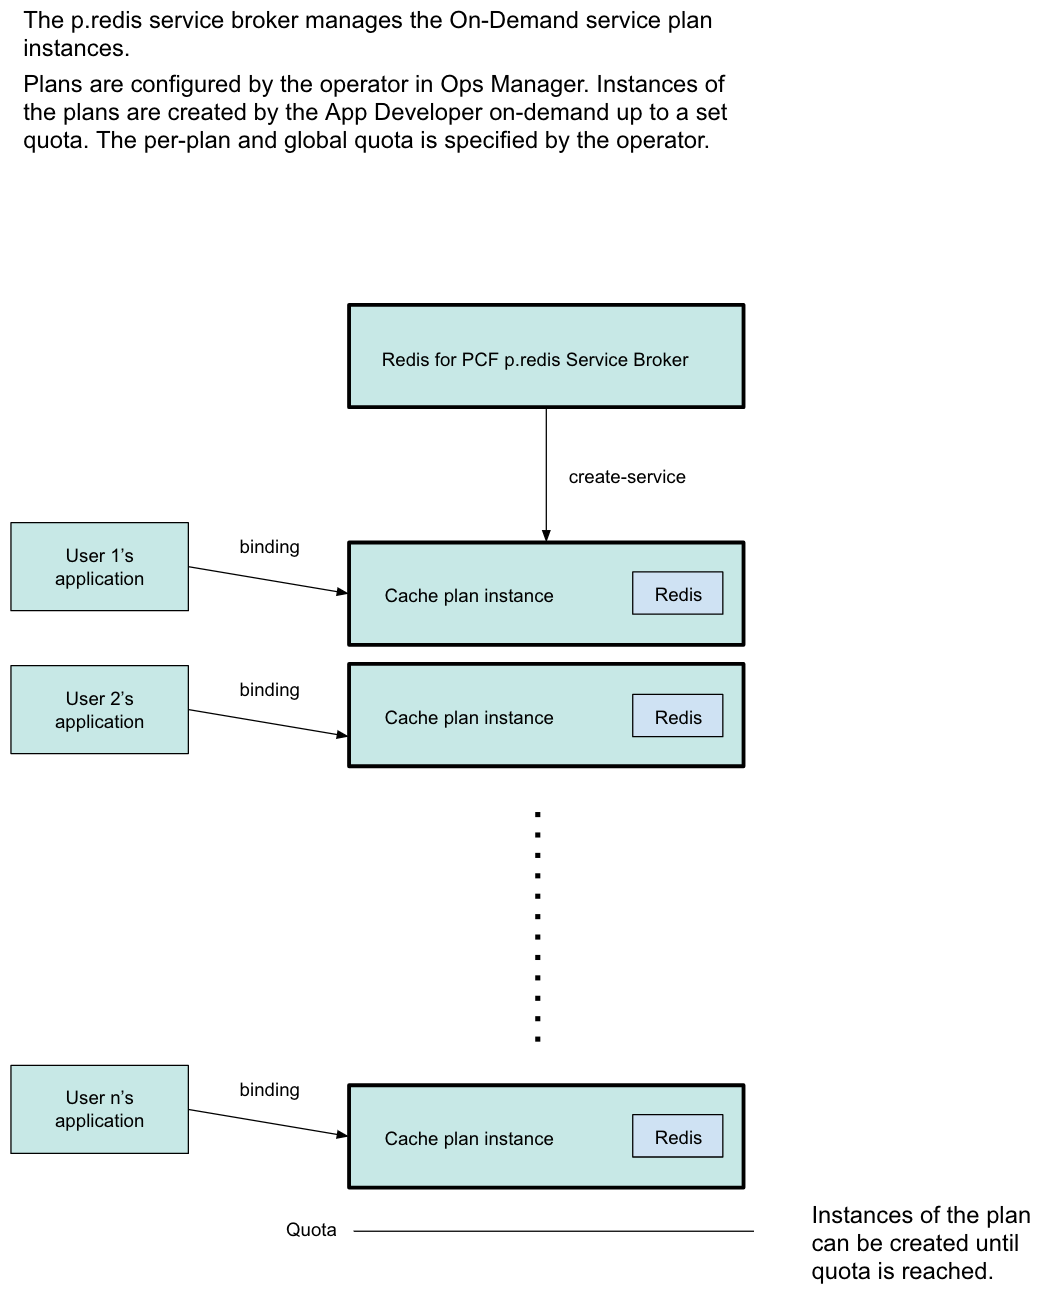 The p.redis service broker manages the On-Demand service plan
instances.
Plans are configured by the operator in Ops Manager. Instances of
the plans are created by the App Developer on-demand up to a set
quota. The per-plan and global quota is specified by the operator.
Redis for PCF p.redis Service Broker
create-service
User 1’s
application
binding
Cache plan instance
Redis
User 2’s
application
binding
Cache plan instance
Redis
User n’s
application
binding
Cache plan instance
Redis
Quota
Instances of the plan
can be created until
quota is reached.